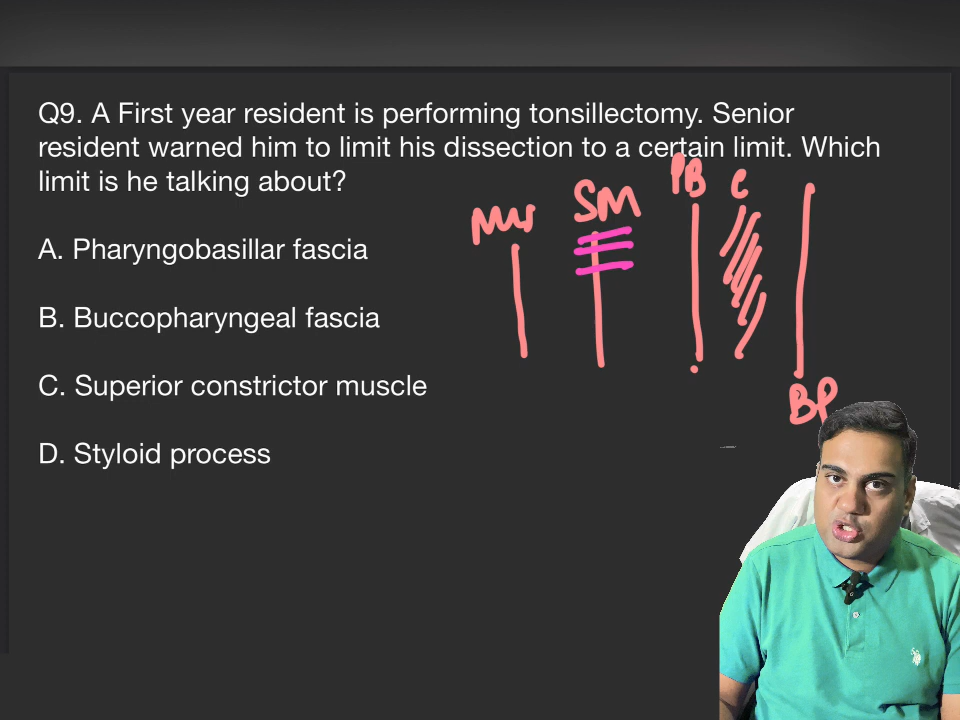 Q9. A First year resident is performing tonsillectomy. Senior
resident warned him to limit his dissection to a certain limit. Which
limit is he talking about?
PB C
Mus SM
A. Pharyngobasillar fascia
B. Buccopharyngeal fascia
C. Superior constrictor muscle
BP
D. Styloid process